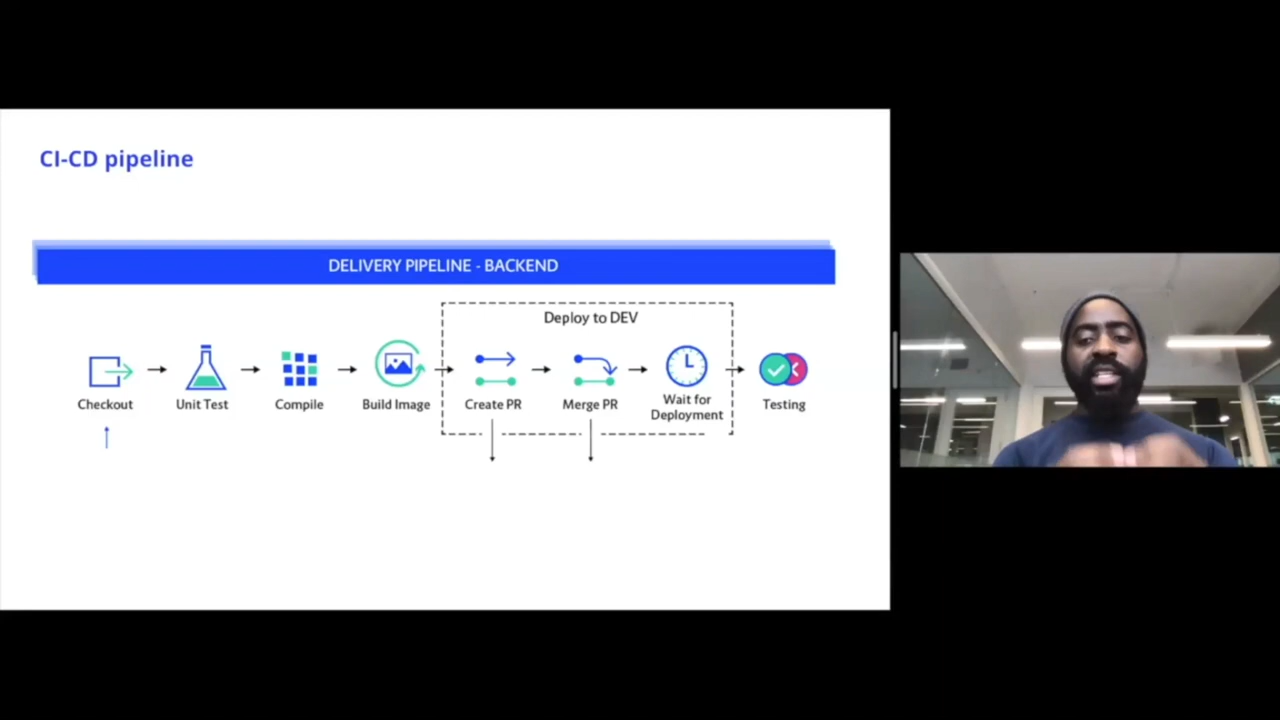 CI-CD pipeline
DELIVERY PIPELINE - BACKEND
Deploy to DEV
Checkout
Unit Test
Compile
Build Image
Create PR
Merge PR
Wait for
Deployment
Testing